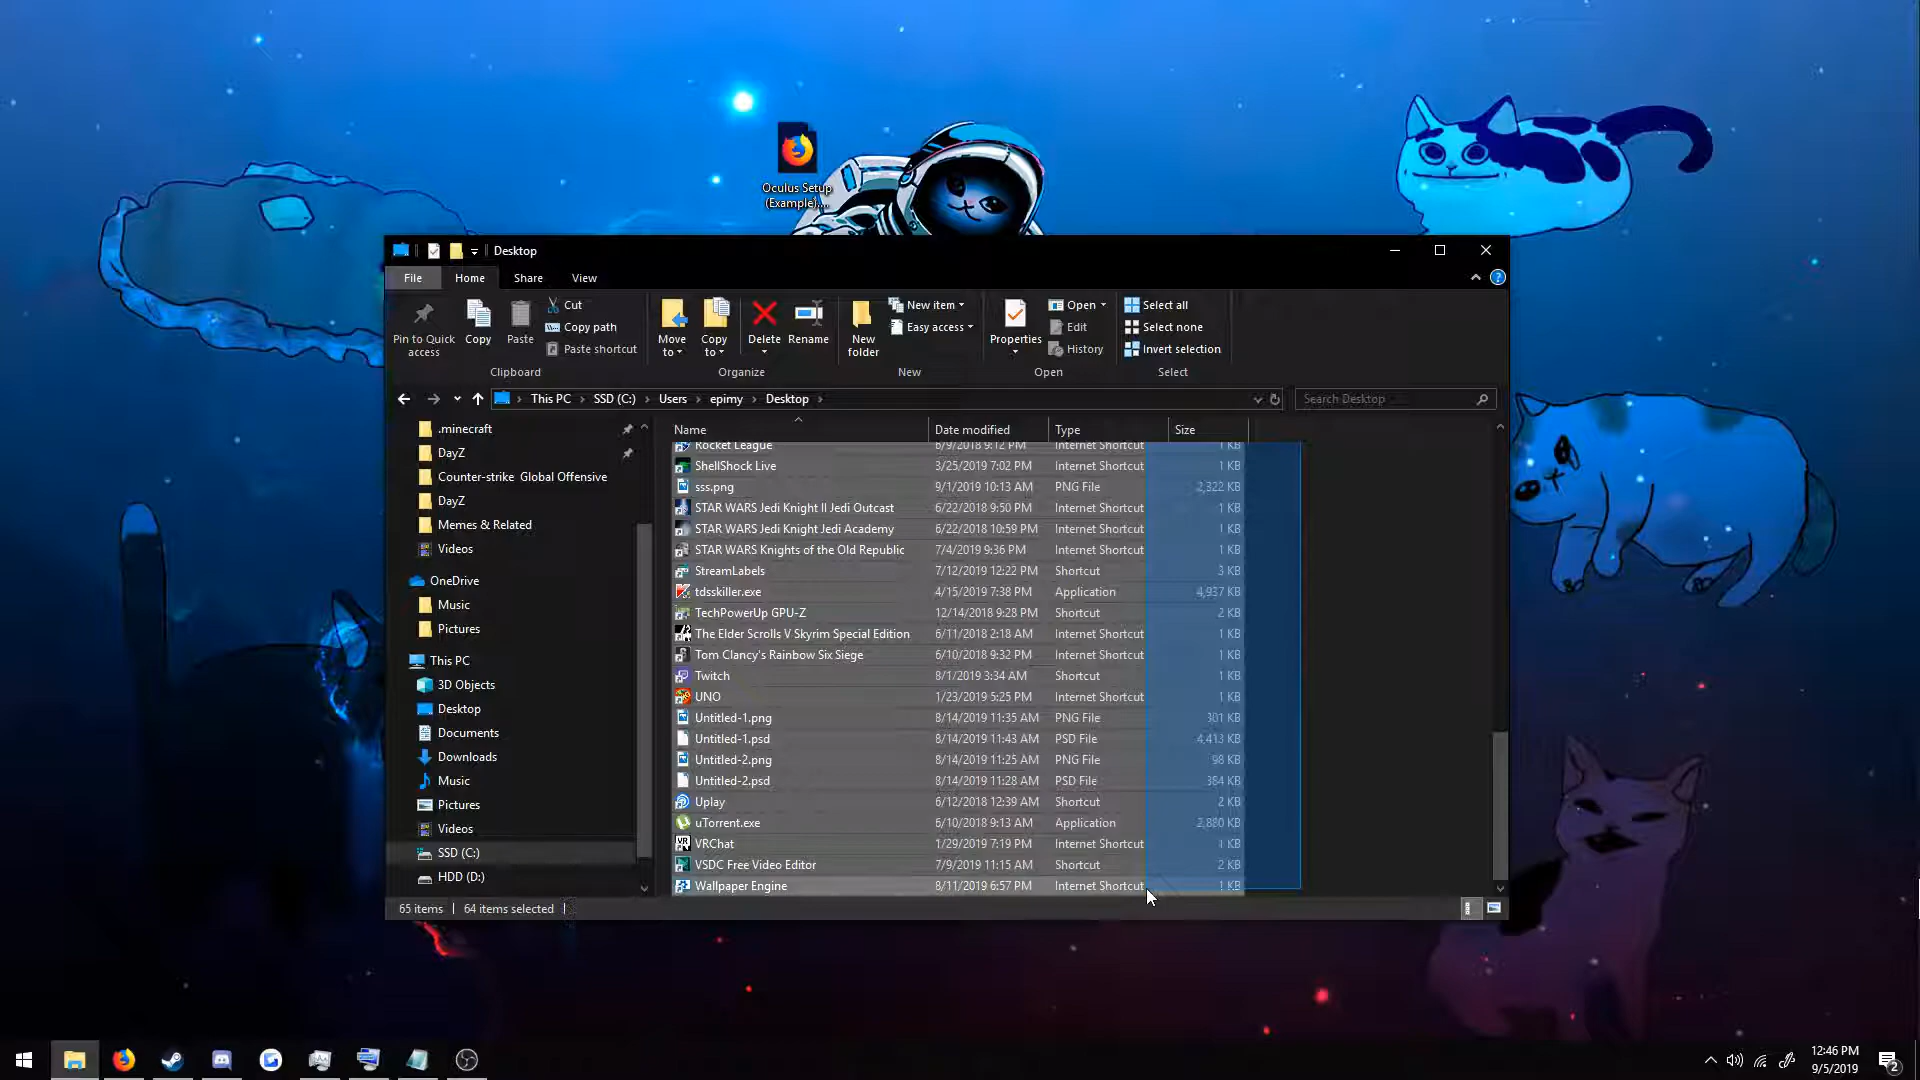 Oculus Setup
(Example)....
Desktop
File
Home
Share
View
Pin to Quick
access
Copy
Paste
Cut
Copy path
Paste shortcut
Clipboard
Move
to
Copy
to
Delete
Rename
Organize
New
folder
New item
Easy access
New
Properties
Open
Edit
History
Open
Select all
Select none
Invert selection
Select
This PC > SSD (C:) > Users > epimy > Desktop >
Search Desktop
.minecraft
DayZ
Counter-strike Global Offensive
DayZ
Memes & Related
Videos
OneDrive
Music
Pictures
This PC
3D Objects
Desktop
Documents
Downloads
Music
Pictures
Videos
SSD (C:)
HDD (D:)
Name Date modified Type Size
Rocket League 6/9/2018 9:12 PM Internet Shortcut 1 KB
ShellShock Live 3/25/2019 7:02 PM Internet Shortcut 1 KB
sss.png 9/1/2019 10:13 AM PNG File 2,322 KB
STAR WARS Jedi Knight II Jedi Outcast 6/22/2018 9:50 PM Internet Shortcut 1 KB
STAR WARS Jedi Knight Jedi Academy 6/22/2018 10:59 PM Internet Shortcut 1 KB
STAR WARS Knights of the Old Republic 7/4/2019 9:36 PM Internet Shortcut 1 KB
StreamLabels 7/12/2019 12:22 PM Shortcut 3 KB
tdsskiller.exe 4/15/2019 7:38 PM Application 4,937 KB
TechPowerUp GPU-Z 12/14/2018 9:28 PM Shortcut 2 KB
The Elder Scrolls V Skyrim Special Edition 6/11/2018 2:18 AM Internet Shortcut 1 KB
Tom Clancy's Rainbow Six Siege 6/10/2018 9:32 PM Internet Shortcut 1 KB
Twitch 8/1/2019 3:34 AM Shortcut 1 KB
UNO 1/23/2019 5:25 PM Internet Shortcut 1 KB
Untitled-1.png 8/14/2019 11:35 AM PNG File 301 KB
Untitled-1.psd 8/14/2019 11:43 AM PSD File 4,413 KB
Untitled-2.png 8/14/2019 11:25 AM PNG File 98 KB
Untitled-2.psd 8/14/2019 11:28 AM PSD File 384 KB
Uplay 6/12/2018 12:39 AM Shortcut 2 KB
uTorrent.exe 6/10/2018 9:13 AM Application 2,880 KB
VRChat 1/29/2019 7:19 PM Internet Shortcut 1 KB
VSDC Free Video Editor 7/9/2019 11:15 AM Shortcut 2 KB
Wallpaper Engine 8/11/2019 6:57 PM Internet Shortcut 1 KB
65 items
64 items selected
12:46 PM
9/5/2019
2